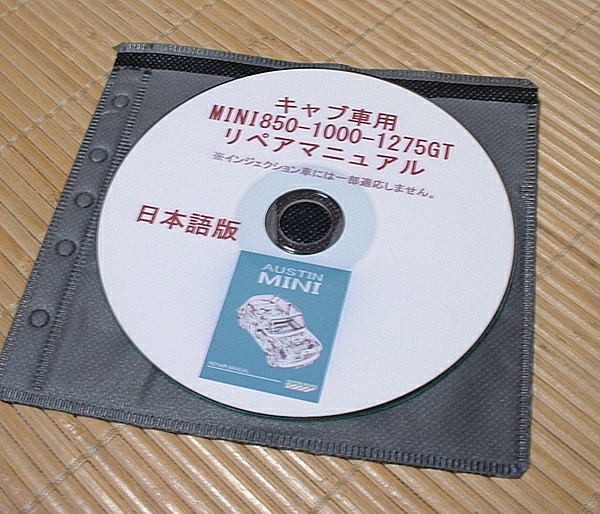 キャブ車用
MINI850-1000-1275GT
リペアマニュアル
※インジェクション車には一部適応しません。
日本語版
AUSTIN
MINI
REPAIR MANUAL